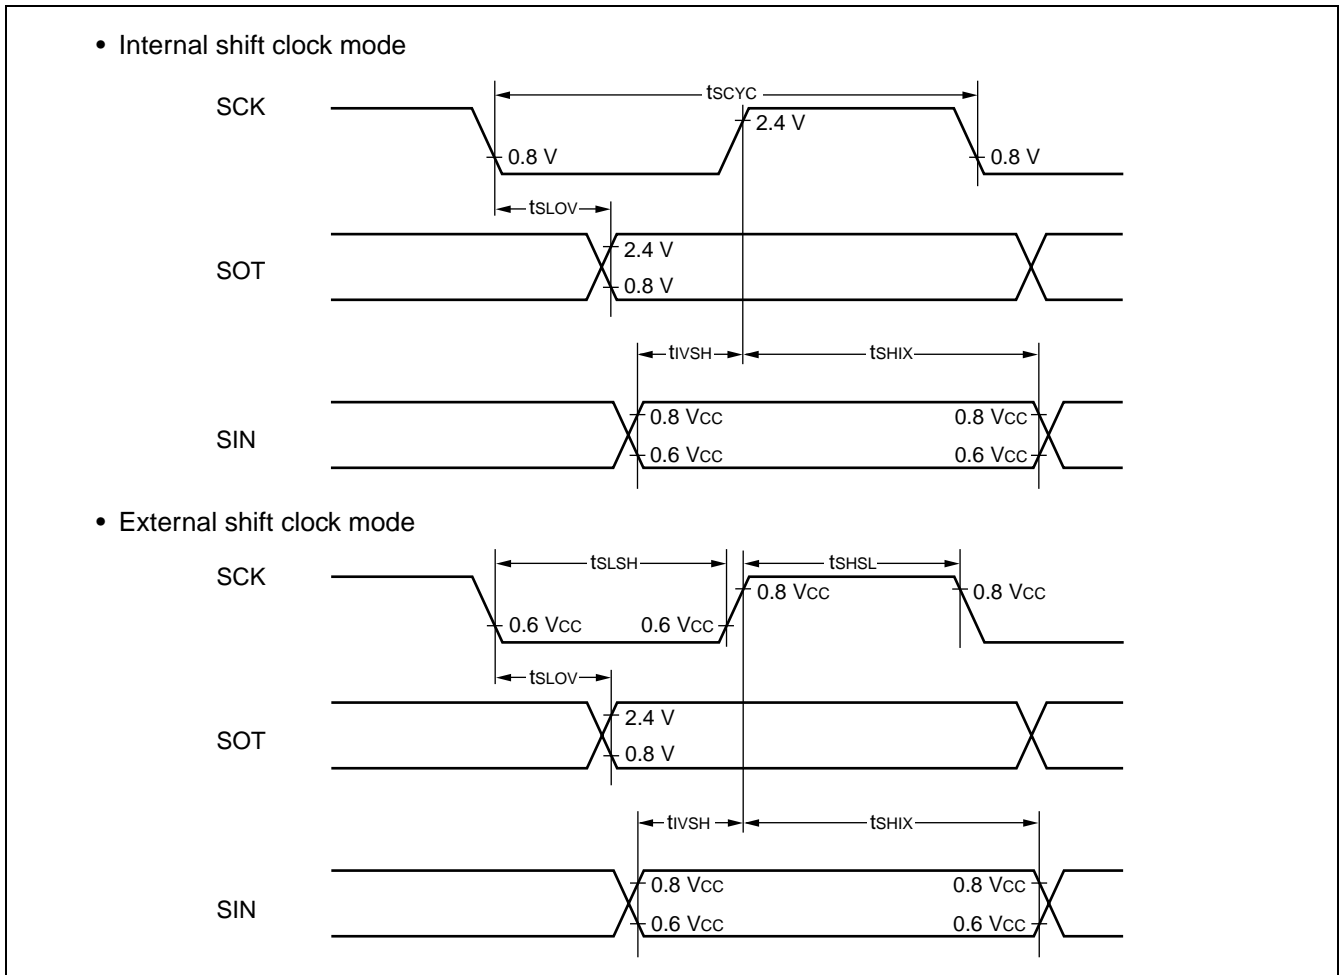 • Internal shift clock mode
tSCYC
SCK
2.4 V
0.8 V
0.8 V
tSLOV
SOT
2.4 V
0.8 V
tIVSH
tSHIX
SIN
0.8 VCC
0.8 VCC
0.6 VCC
0.6 VCC
• External shift clock mode
tSLSH
tSHSL
SCK
0.8 VCC
0.8 VCC
0.6 VCC
0.6 VCC
tSLOV
SOT
2.4 V
0.8 V
tIVSH
tSHIX
SIN
0.8 VCC
0.8 VCC
0.6 VCC
0.6 VCC